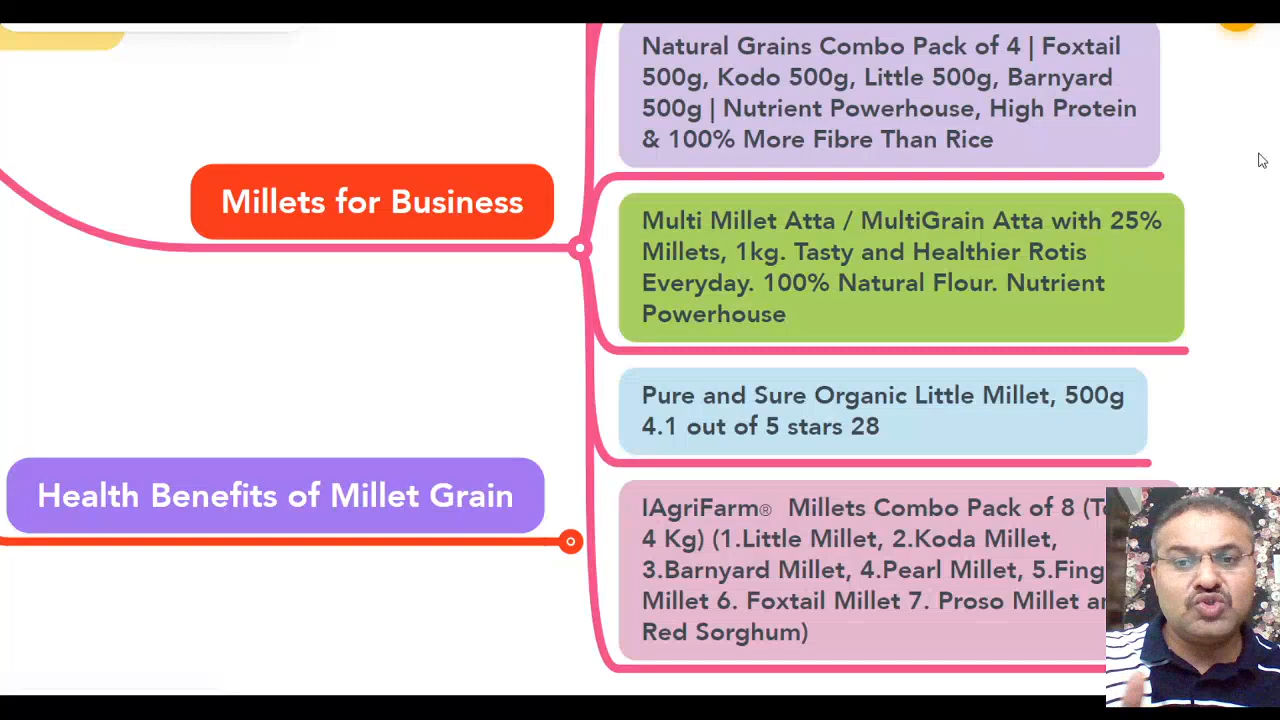 Natural Grains Combo Pack of 4 | Foxtail
500g, Kodo 500g, Little 500g, Barnyard
500g | Nutrient Powerhouse, High Protein
& 100% More Fibre Than Rice
Millets for Business
Multi Millet Atta / MultiGrain Atta with 25%
Millets, 1kg. Tasty and Healthier Rotis
Everyday. 100% Natural Flour. Nutrient
Powerhouse
Pure and Sure Organic Little Millet, 500g
4.1 out of 5 stars 28
Health Benefits of Millet Grain
IAgriFarm® Millets Combo Pack of 8
4 Kg) (1.Little Millet, 2.Koda Millet,
3.Barnyard Millet, 4.Pearl Millet,
Millet 6. Foxtail Millet 7. Proso Millet
Red Sorghum)